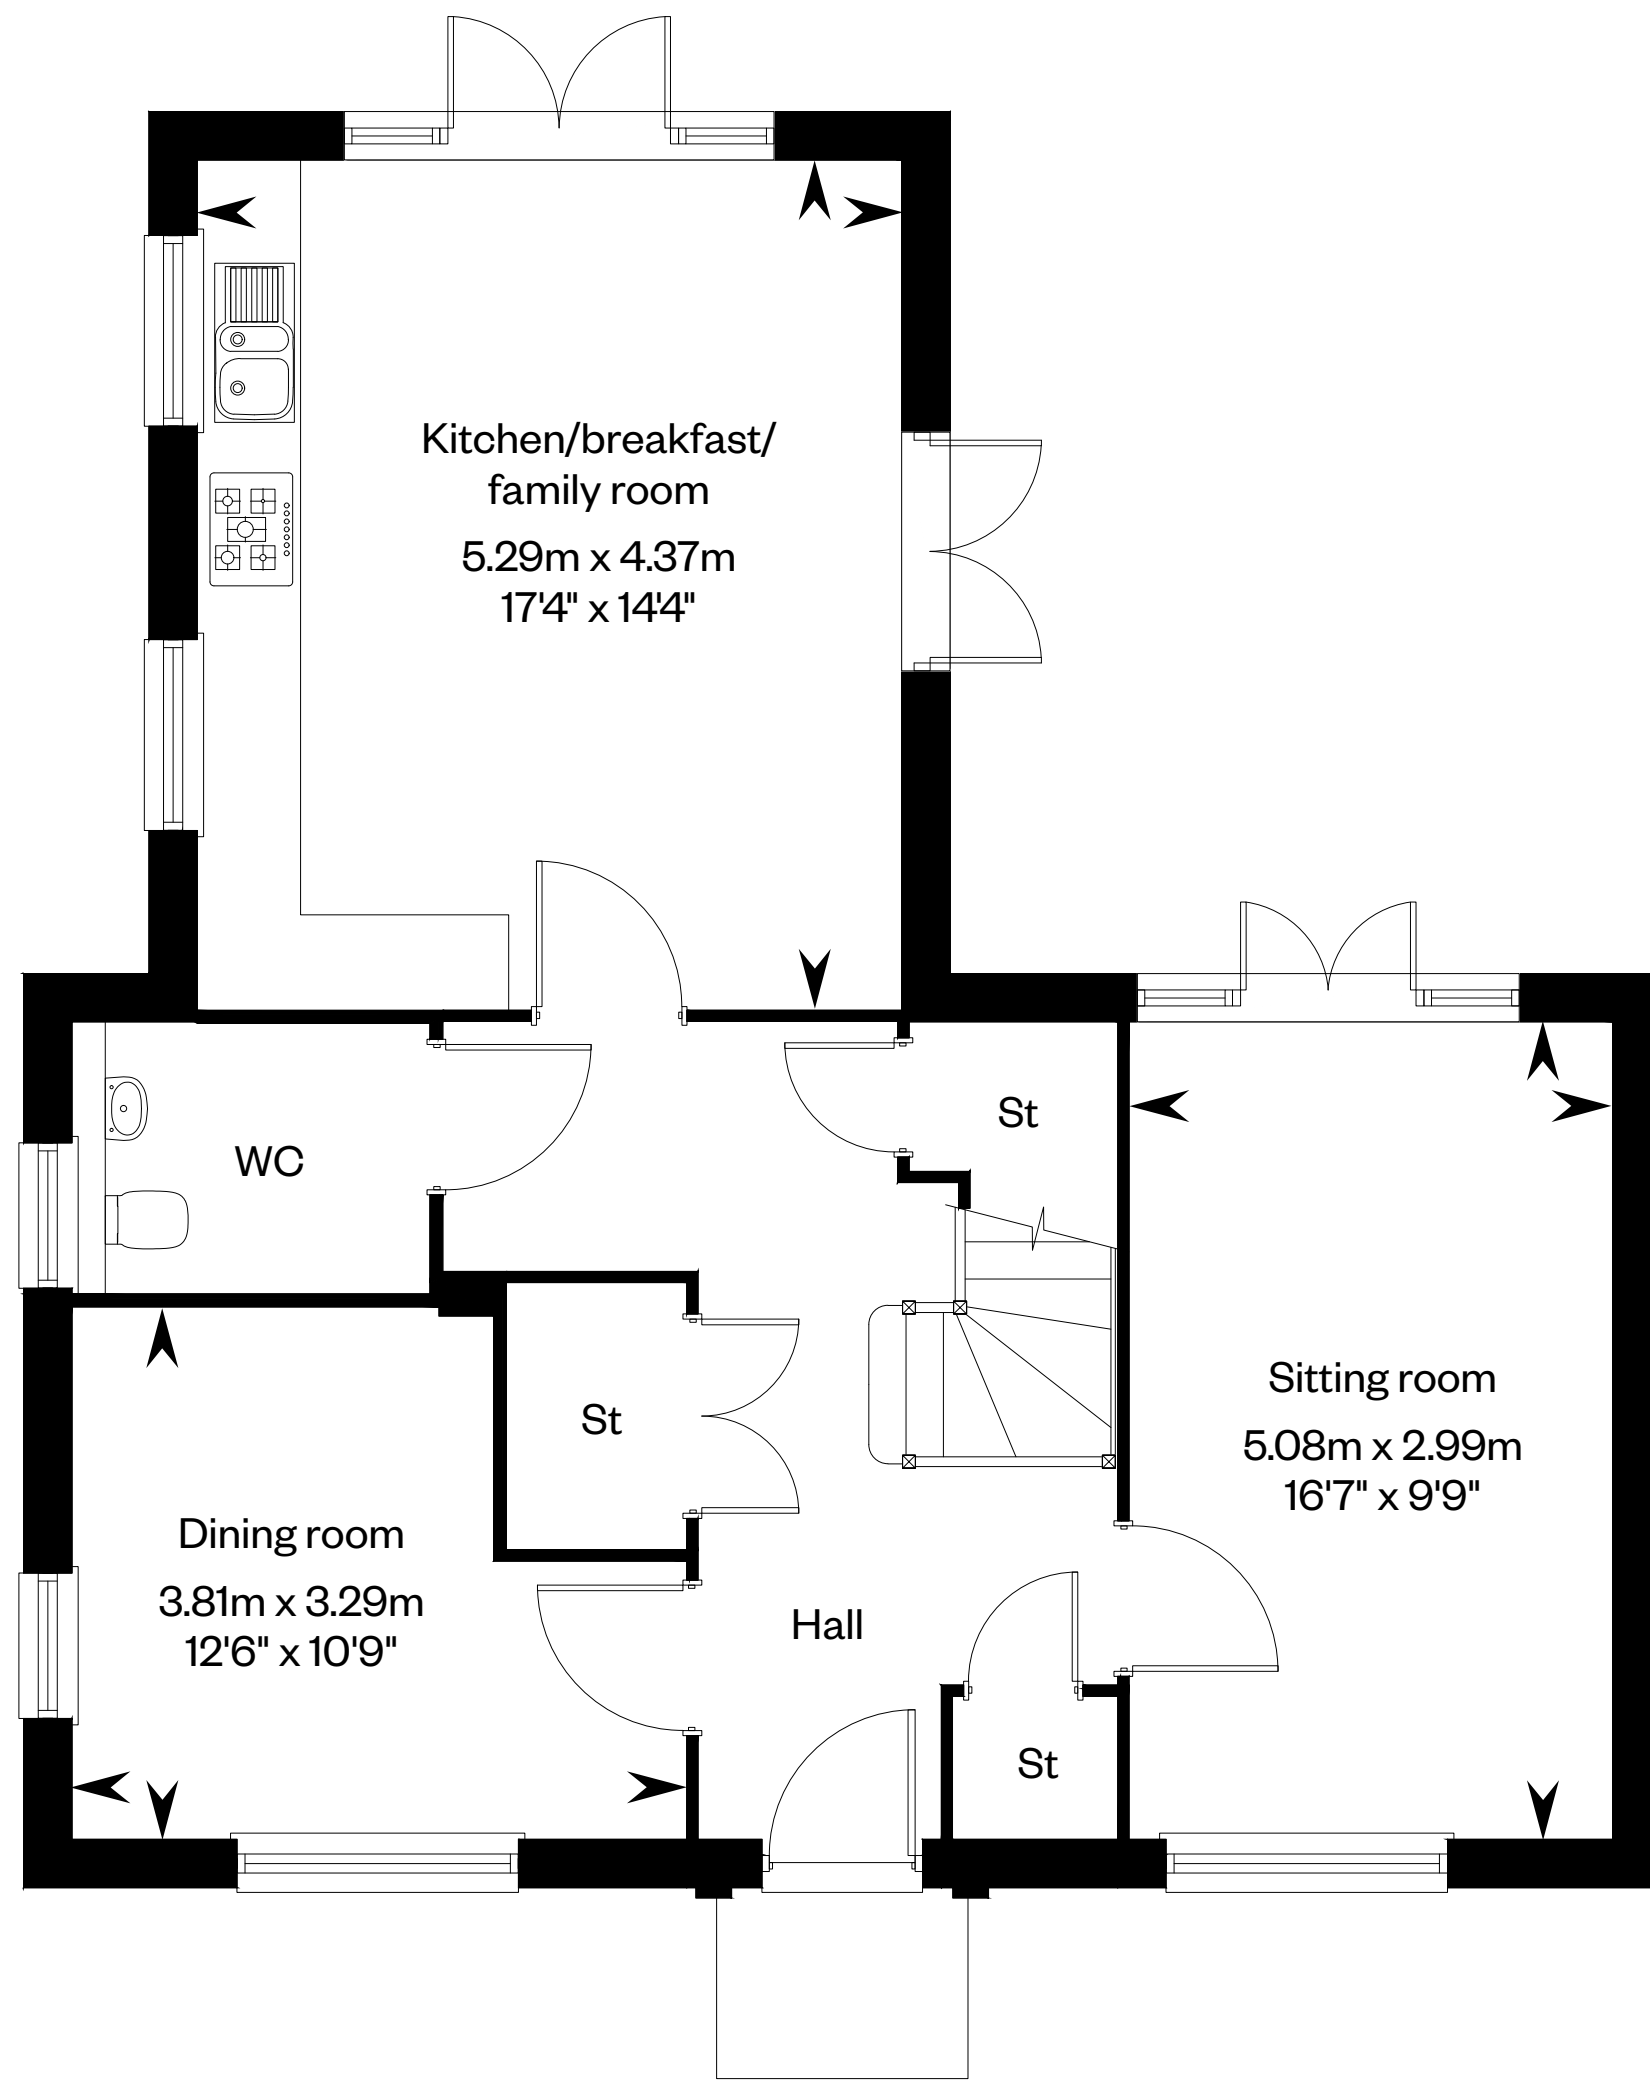 Kitchen/breakfast/
family room
5.29m x 4.37m
17'4" x 14'4"
St
WC
Sitting room
5.08m x 2.99m
16'7" x 9'9"
St
Dining room
3.81m x 3.29m
12'6" x 10'9"
Hall
St